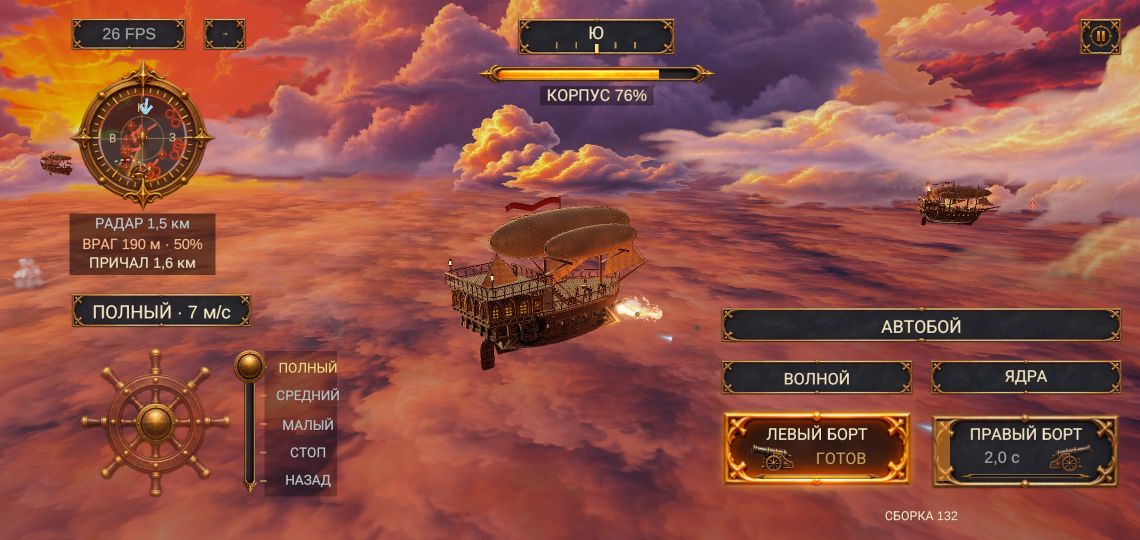 26 FPS
Ю
КОРПУС 76%
В
З
РАДАР 1,5 км
ВРАГ 190 м · 50%
ПРИЧАЛ 1,6 км
ПОЛНЫЙ · 7 м/с
ПОЛНЫЙ
СРЕДНИЙ
МАЛЫЙ
СТОП
НАЗАД
АВТОБОЙ
ВОЛНОЙ
ЯДРА
ЛЕВЫЙ БОРТ
ГОТОВ
ПРАВЫЙ БОРТ
2,0 с
СБОРКА 132